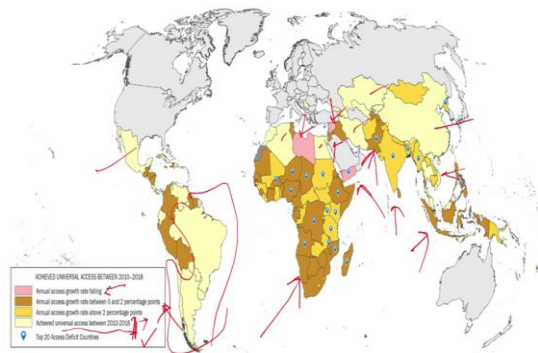 ACHIEVED UNIVERSAL ACCESS BETWEEN 2010-2018
Annual access growth rate falling
Annual access growth rate between 0 and 2 percentage points
Annual access growth rate above 2 percentage points
Achieved universal access between 2010-2018
Top 20 Access Deficit Countries